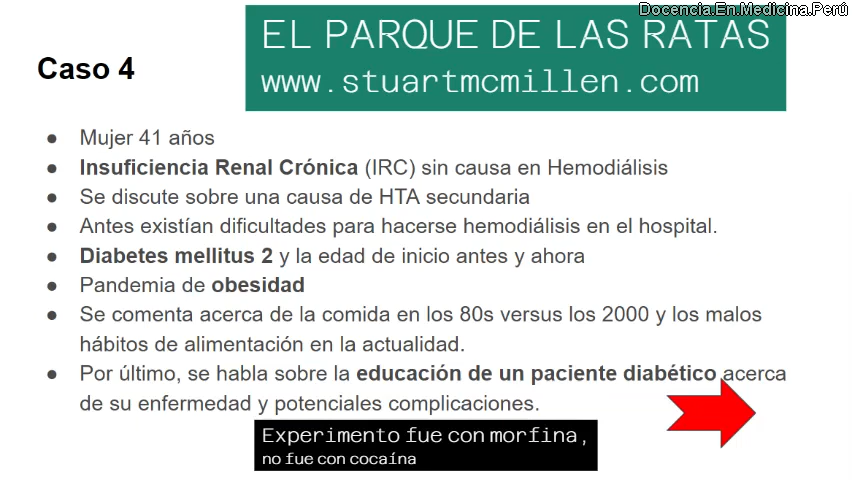 Docencia.En.Medicina.Perú
EL PARQUE DE LAS RATAS
www.stuartmcmillen.com
Caso 4
● Mujer 41 años
● Insuficiencia Renal Crónica (IRC) sin causa en Hemodiálisis
● Se discute sobre una causa de HTA secundaria
● Antes existían dificultades para hacerse hemodiálisis en el hospital.
● Diabetes mellitus 2 y la edad de inicio antes y ahora
● Pandemia de obesidad
● Se comenta acerca de la comida en los 80s versus los 2000 y los malos
hábitos de alimentación en la actualidad.
● Por último, se habla sobre la educación de un paciente diabético acerca
de su enfermedad y potenciales complicaciones.
Experimento fue con morfina,
no fue con cocaína